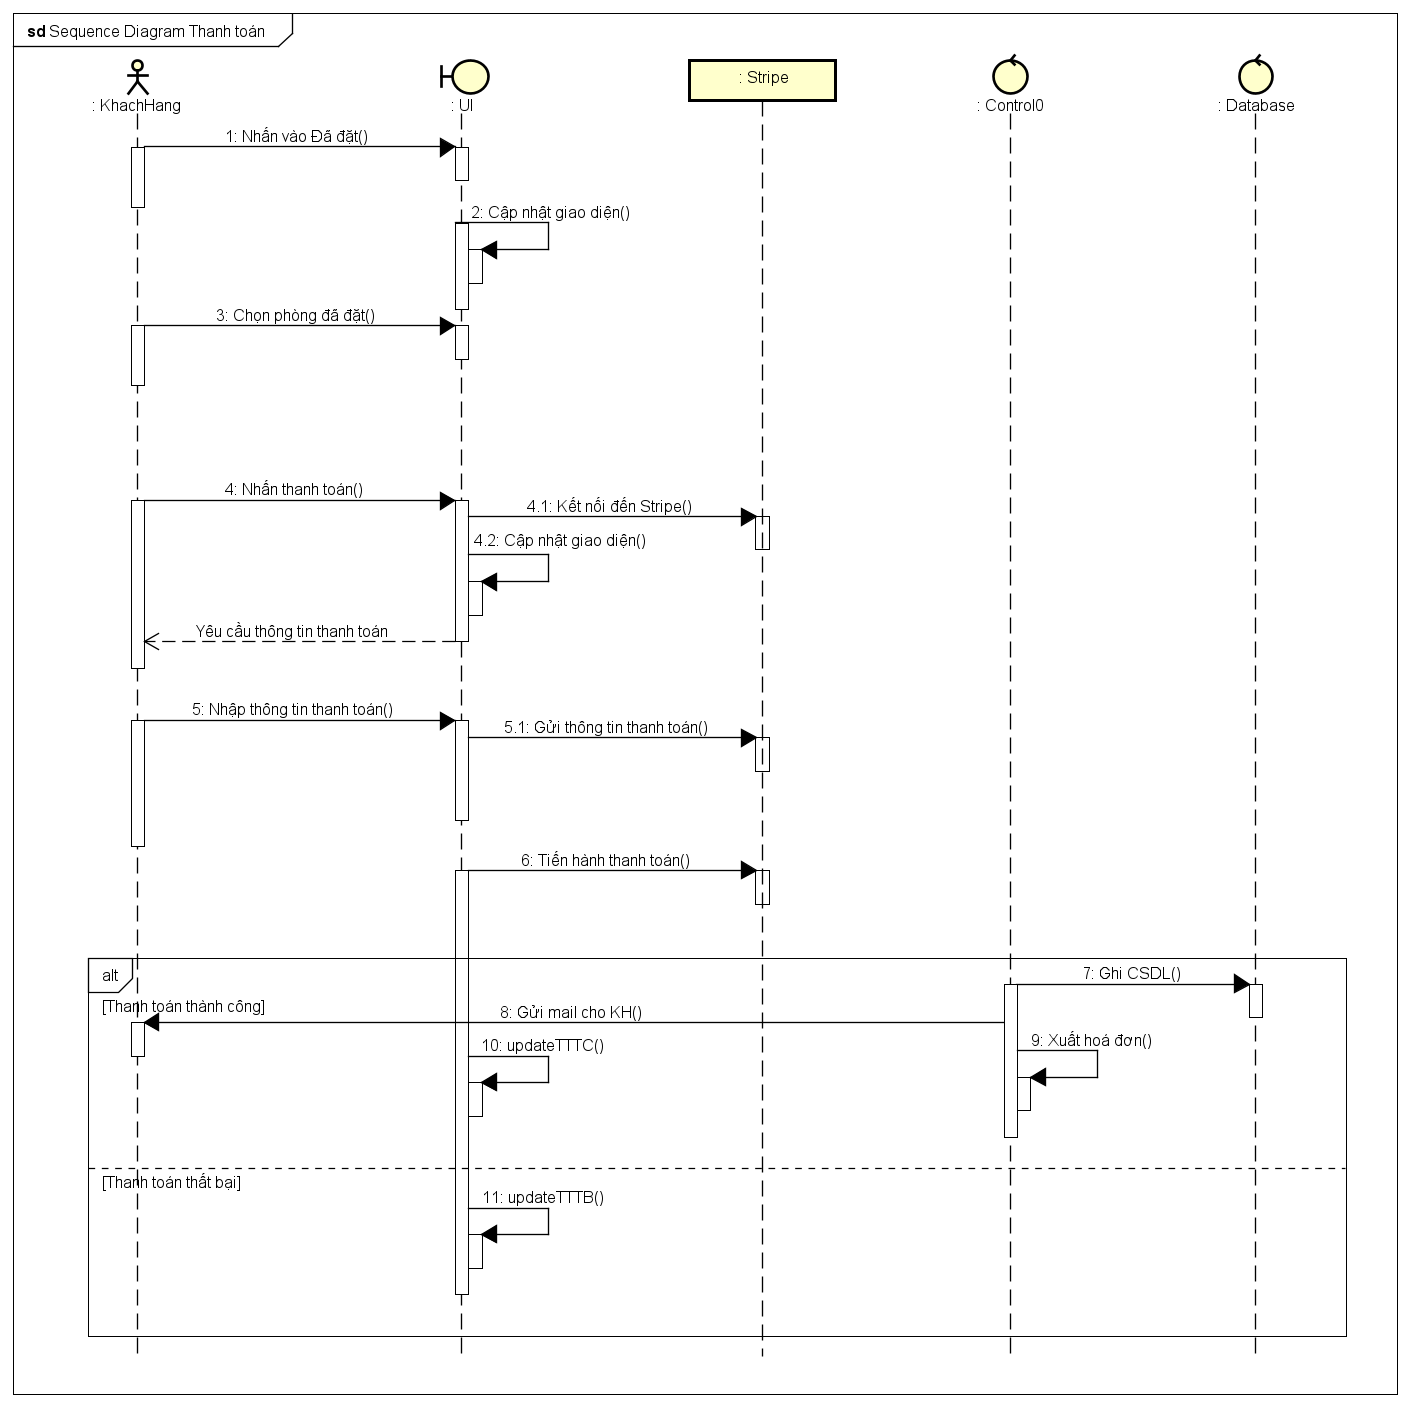 sd Sequence Diagram Thanh toán
: KhachHang
: UI
: Stripe
: Control0
: Database
1: Nhấn vào Đã đặt()
2: Cập nhật giao diện()
3: Chọn phòng đã đặt()
4: Nhấn thanh toán()
4.1: Kết nối đến Stripe()
4.2: Cập nhật giao diện()
Yêu cầu thông tin thanh toán
5: Nhập thông tin thanh toán()
5.1: Gửi thông tin thanh toán()
6: Tiến hành thanh toán()
alt
7: Ghi CSDL()
[Thanh toán thành công]
8: Gửi mail cho KH()
9: Xuất hoá đơn()
10: updateTTTC()
[Thanh toán thất bại]
11: updateTTTB()